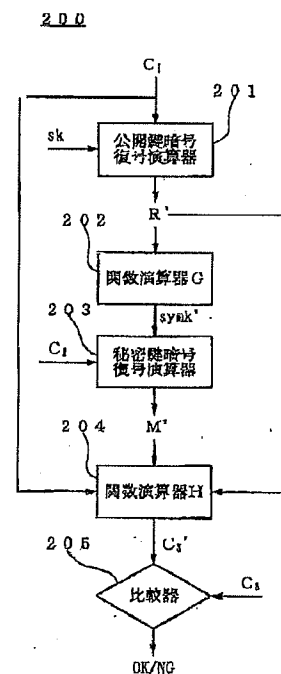 200
C₁
201
sk
公開鍵暗号
復号演算器
R'
202
関数演算器G
203
symk'
C₂
秘密鍵暗号
復号演算器
M'
204
関数演算器H
205
C₃'
比較器
C₃
OK/NG